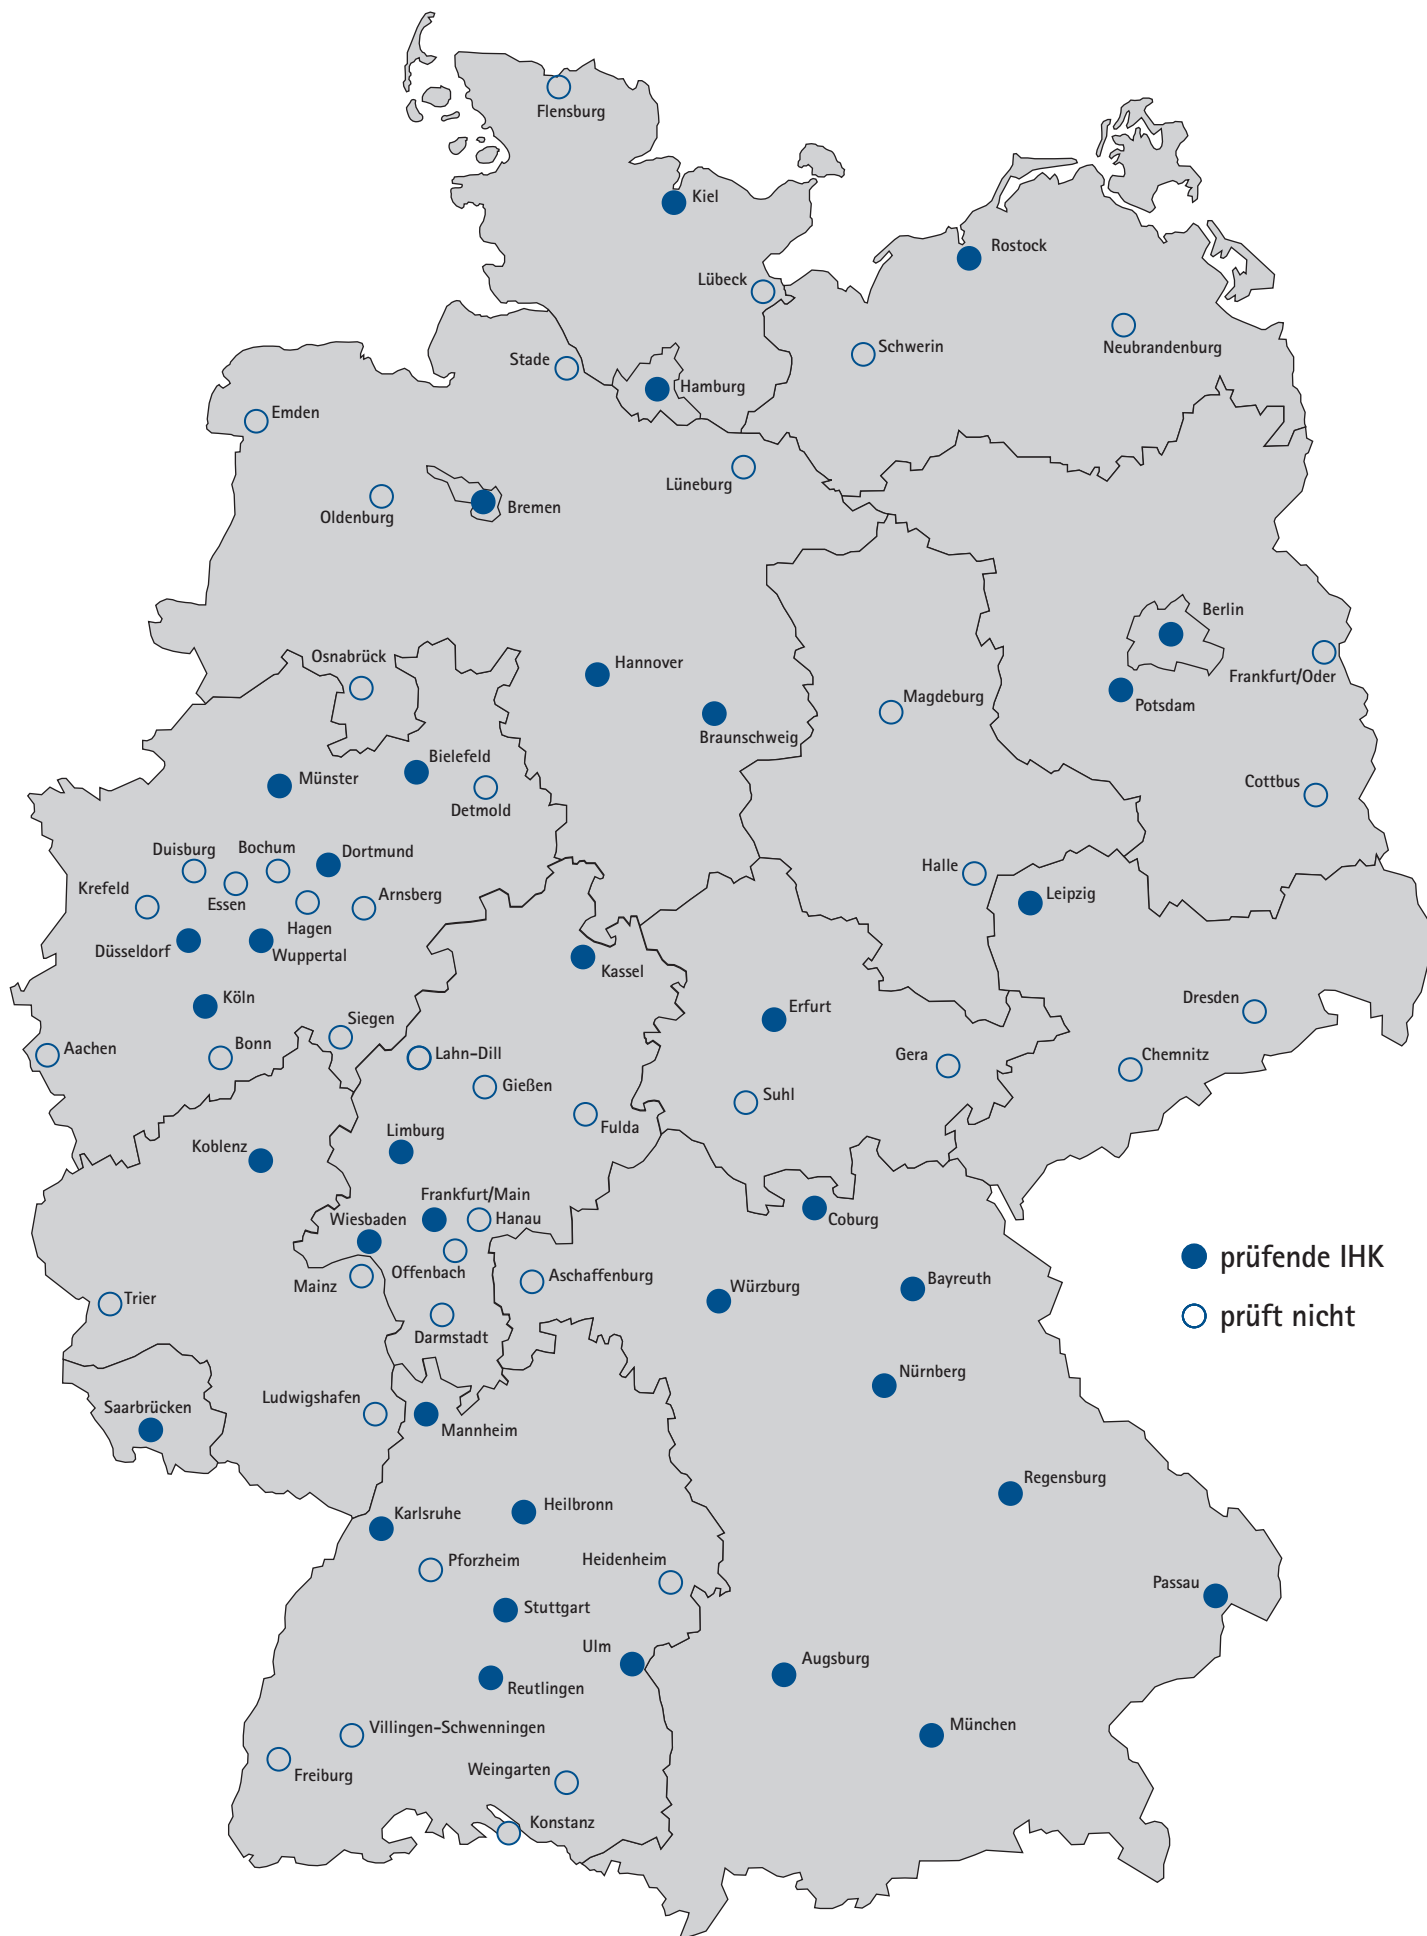 Flensburg
Kiel
Rostock
Lübeck
Neubrandenburg
Schwerin
Stade
Hamburg
Emden
Lüneburg
Bremen
Oldenburg
Berlin
Osnabrück
Hannover
Frankfurt/Oder
Magdeburg
Potsdam
Braunschweig
Bielefeld
Münster
Cottbus
Detmold
Duisburg
Bochum
Dortmund
Halle
Krefeld
Essen
Arnsberg
Leipzig
Hagen
Düsseldorf
Wuppertal
Kassel
Köln
Erfurt
Dresden
Siegen
Aachen
Bonn
Lahn-Dill
Gera
Chemnitz
Gießen
Suhl
Fulda
Limburg
Koblenz
Frankfurt/Main
Wiesbaden
Hanau
Coburg
prüfende IHK
Offenbach
Mainz
Aschaffenburg
Würzburg
Bayreuth
Trier
prüft nicht
Darmstadt
Nürnberg
Ludwigshafen
Saarbrücken
Mannheim
Regensburg
Heilbronn
Karlsruhe
Pforzheim
Heidenheim
Passau
Stuttgart
Ulm
Augsburg
Reutlingen
München
Villingen-Schwenningen
Weingarten
Freiburg
Konstanz